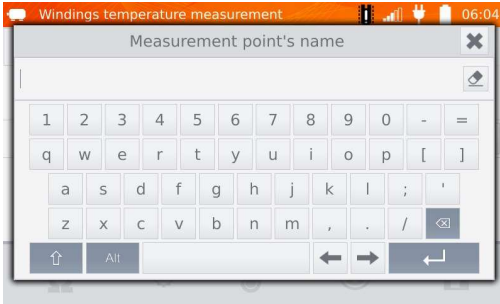 Windings temperature measurement 06:04
Measurement point's name
1 2 3 4 5 6 7 8 9 0 - =
q w e r t y u i o p [ ]
a s d f g h j k l ; '
z x c v b n m , . /
Alt